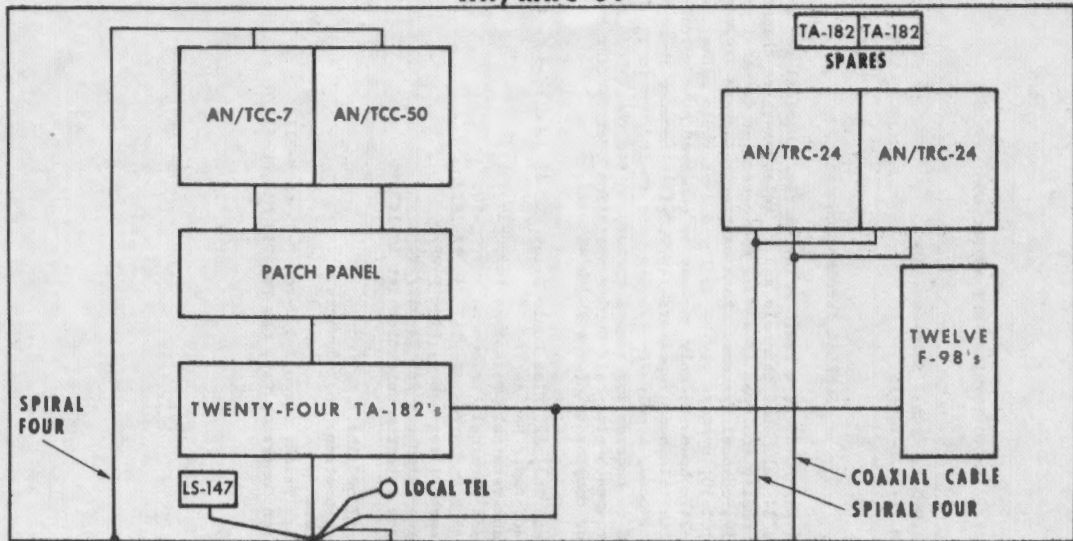 TA-182 TA-182
SPARES
AN/TCC-7 AN/TCC-50
AN/TRC-24 AN/TRC-24
PATCH PANEL
TWELVE
F-98's
TWENTY-FOUR TA-182's
SPIRAL
FOUR
LS-147
LOCAL TEL
COAXIAL CABLE
SPIRAL FOUR